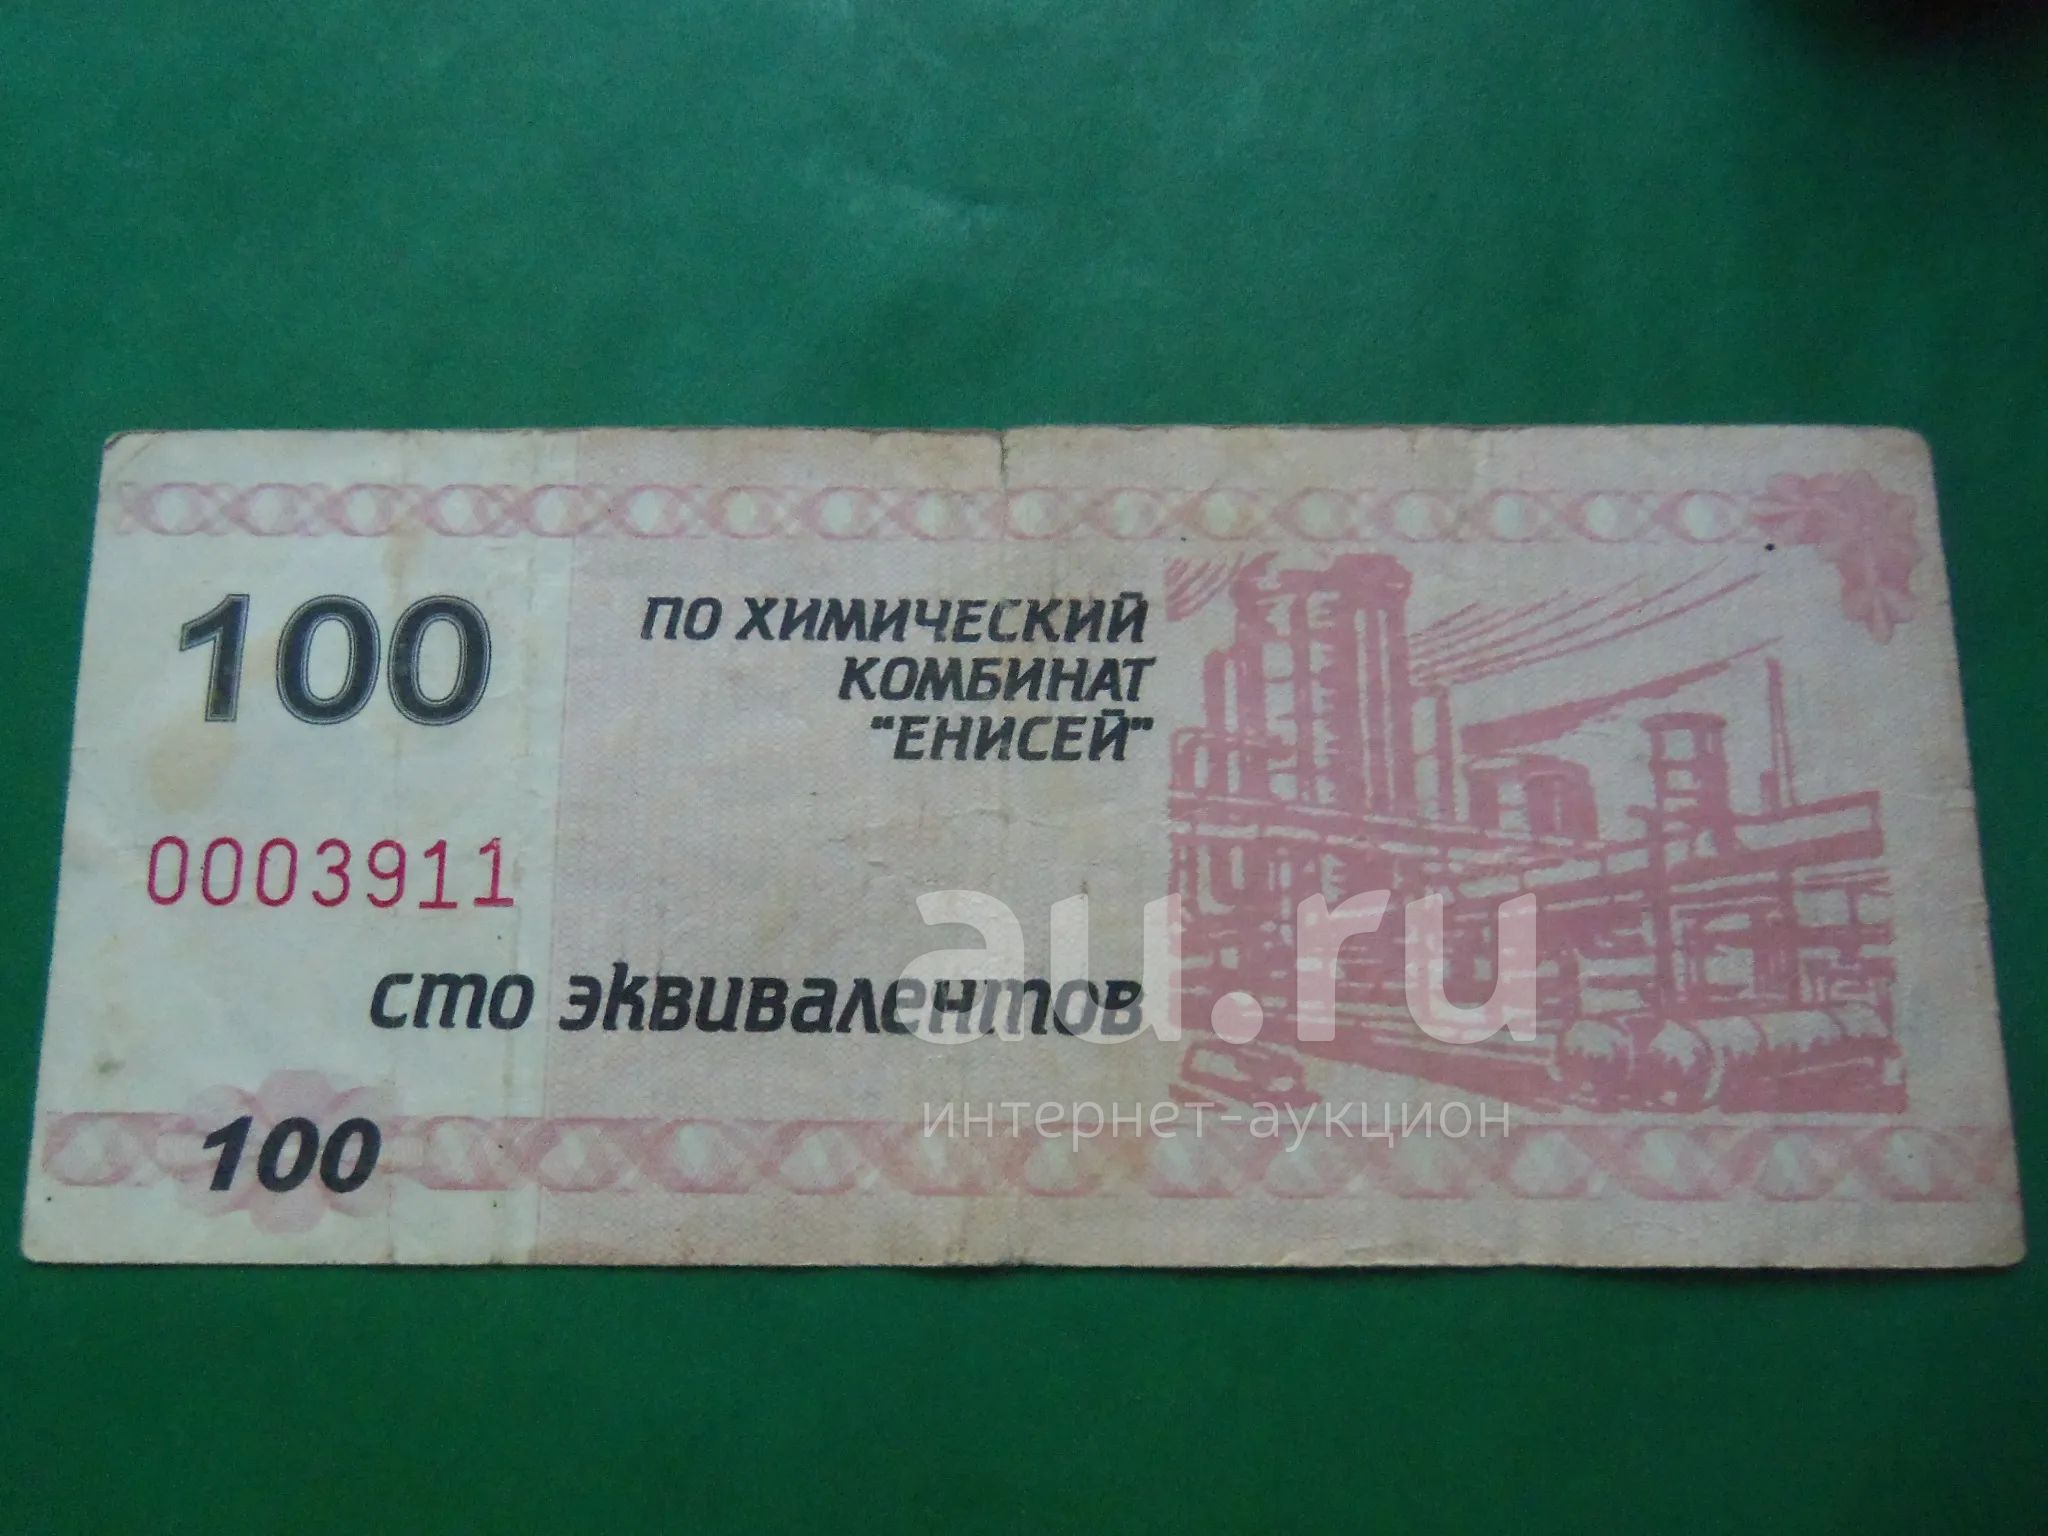 100
ПО ХИМИЧЕСКИЙ
КОМБИНАТ
"ЕНИСЕЙ"
0003911
сто эквивалентов
100
au.ru
интернет-аукцион